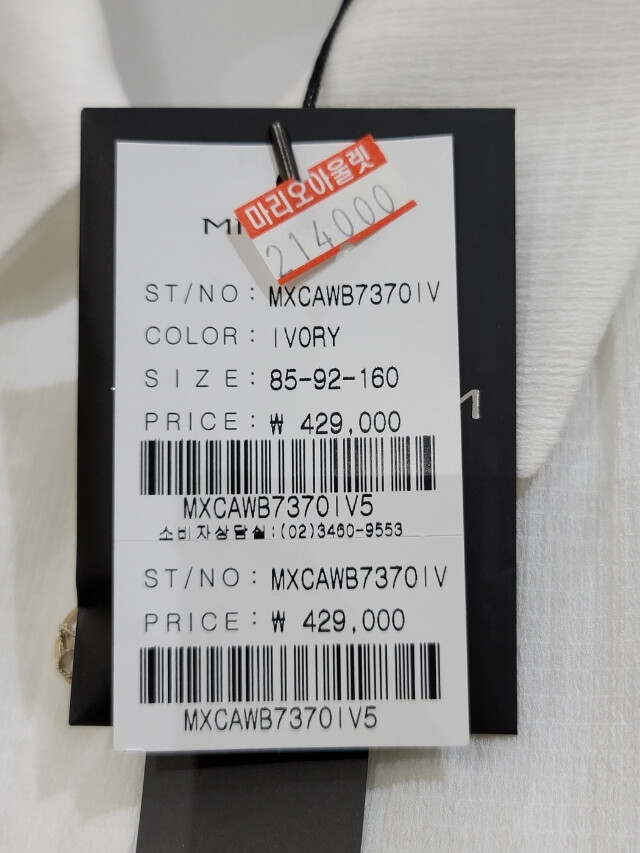 마리오아울렛
214000
ST/NO: MXCAWB7370IV
COLOR: IVORY
SIZE: 85-92-160
PRICE: ₩ 429,000
MXCAWB7370IV5
소비자상담실:(02)3460-9553
ST/NO: MXCAWB7370IV
PRICE: ₩ 429,000
MXCAWB7370IV5